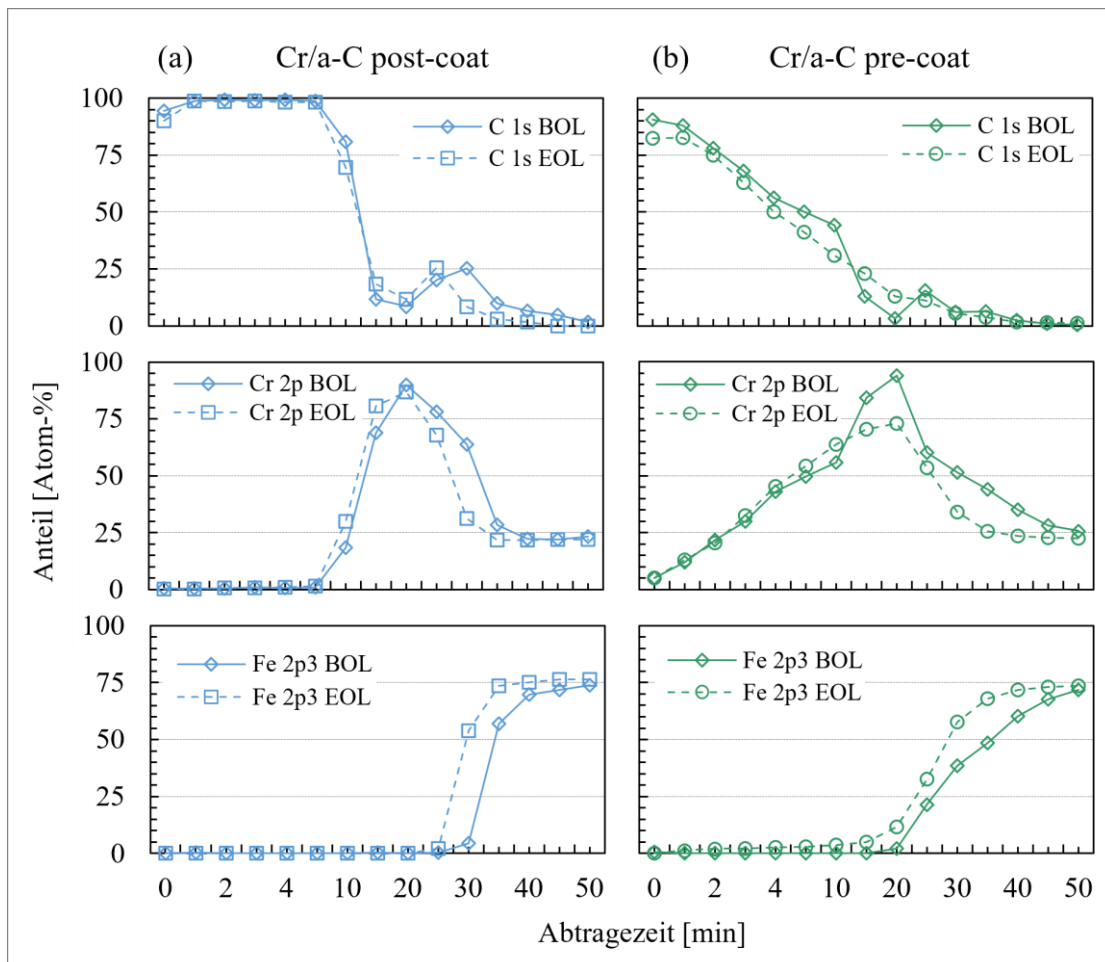 (a) Cr/a-C post-coat
(b) Cr/a-C pre-coat
Anteil [Atom-%]
100
75
50
25
0
C 1s BOL
C 1s EOL
C 1s BOL
C 1s EOL
100
75
50
25
0
Cr 2p BOL
Cr 2p EOL
Cr 2p BOL
Cr 2p EOL
100
75
50
25
0
Fe 2p3 BOL
Fe 2p3 EOL
Fe 2p3 BOL
Fe 2p3 EOL
0 2 4 10 20 30 40 50
0 2 4 10 20 30 40 50
Abtragezeit [min]